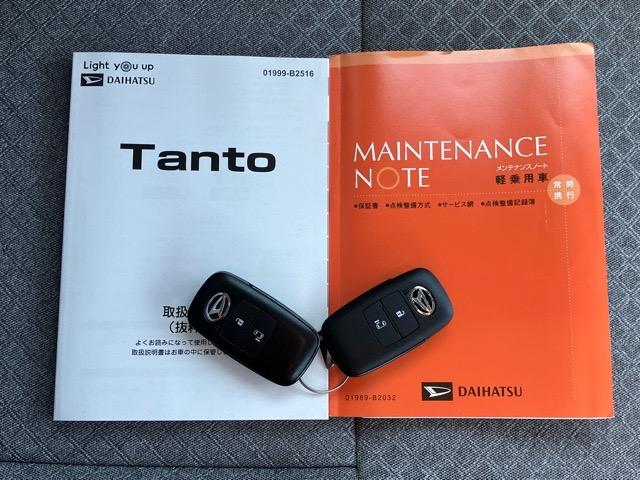 Light you up
DAIHATSU
01999-B2516
Tanto
取扱
(抜粋
よくお読みになって使用し
取扱説明書はお車の中に保管し
MAINTENANCE
NOTE
メンテナンスノート
軽乗用車
常時
携行
●保証書 ●点検整備方式 ●サービス網 ●点検整備記録簿
01989-B2032
DAIHATSU